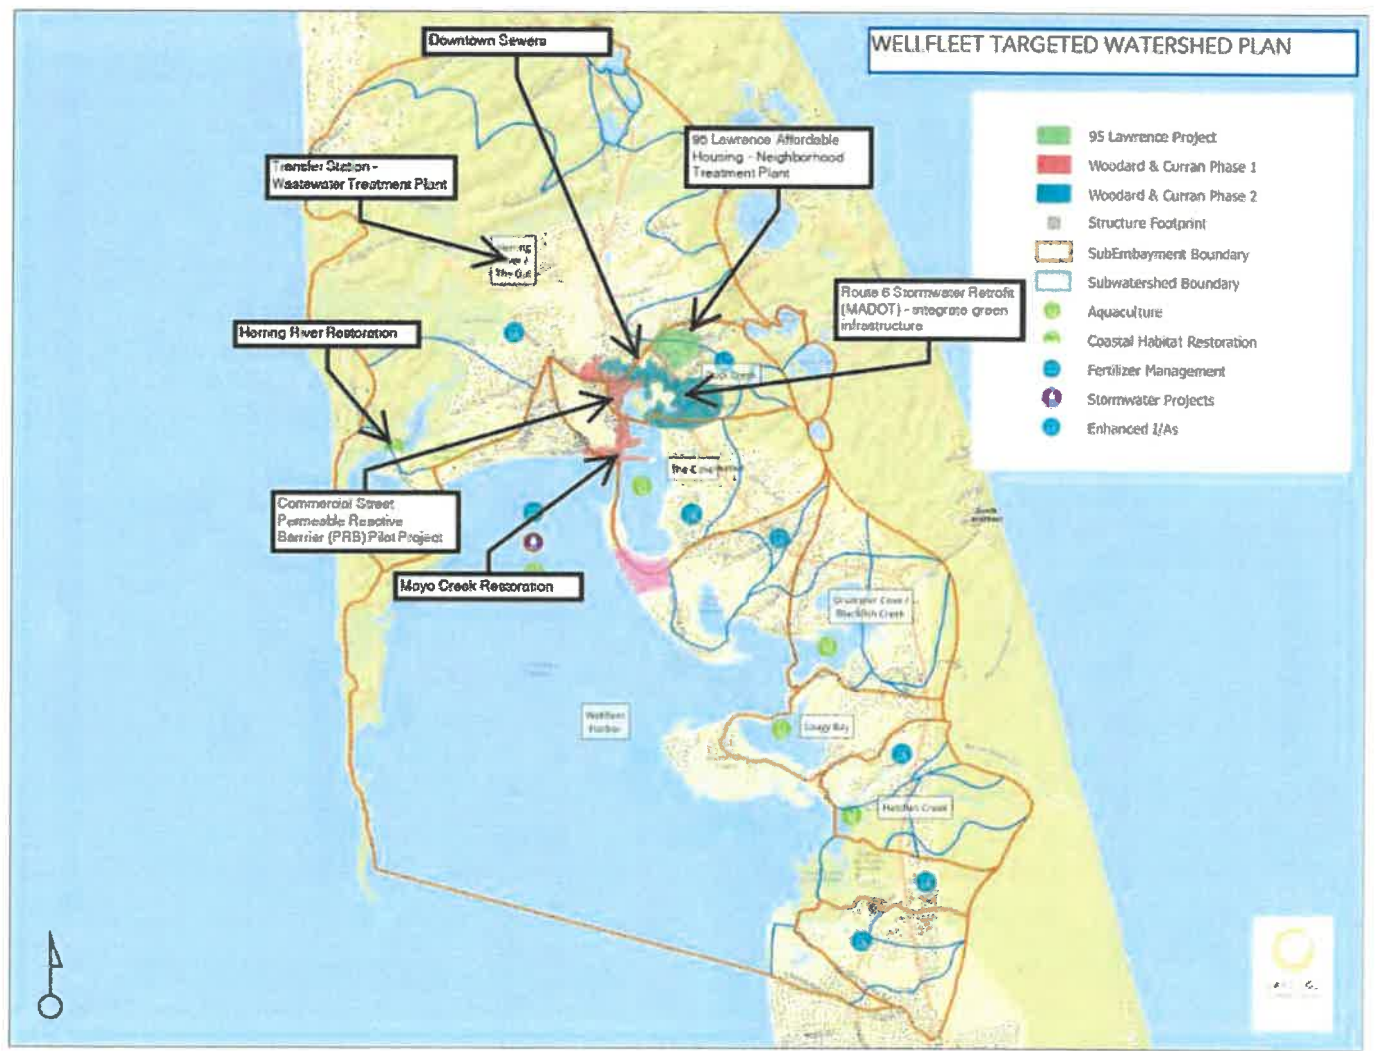 WELLFLEET TARGETED WATERSHED PLAN
Downtown Sewers
95 Lawrence Affordable
Housing - Neighborhood
Treatment Plant
Transfer Station -
Wastewater Treatment Plant
Route 6 Stormwater Retrofit
(MADOT) - integrate green
infrastructure
Herring River Restoration
Commercial Street
Permeable Reactive
Barrier (PRB) Pilot Project
Mayo Creek Restoration
95 Lawrence Project
Woodard & Curran Phase 1
Woodard & Curran Phase 2
Structure Footprint
SubEmbayment Boundary
Subwatershed Boundary
Aquaculture
Coastal Habitat Restoration
Fertilizer Management
Stormwater Projects
Enhanced I/As
The Cove
Blackfish Creek
Wellfleet
Harbor
Loagy Bay
Hatches Creek